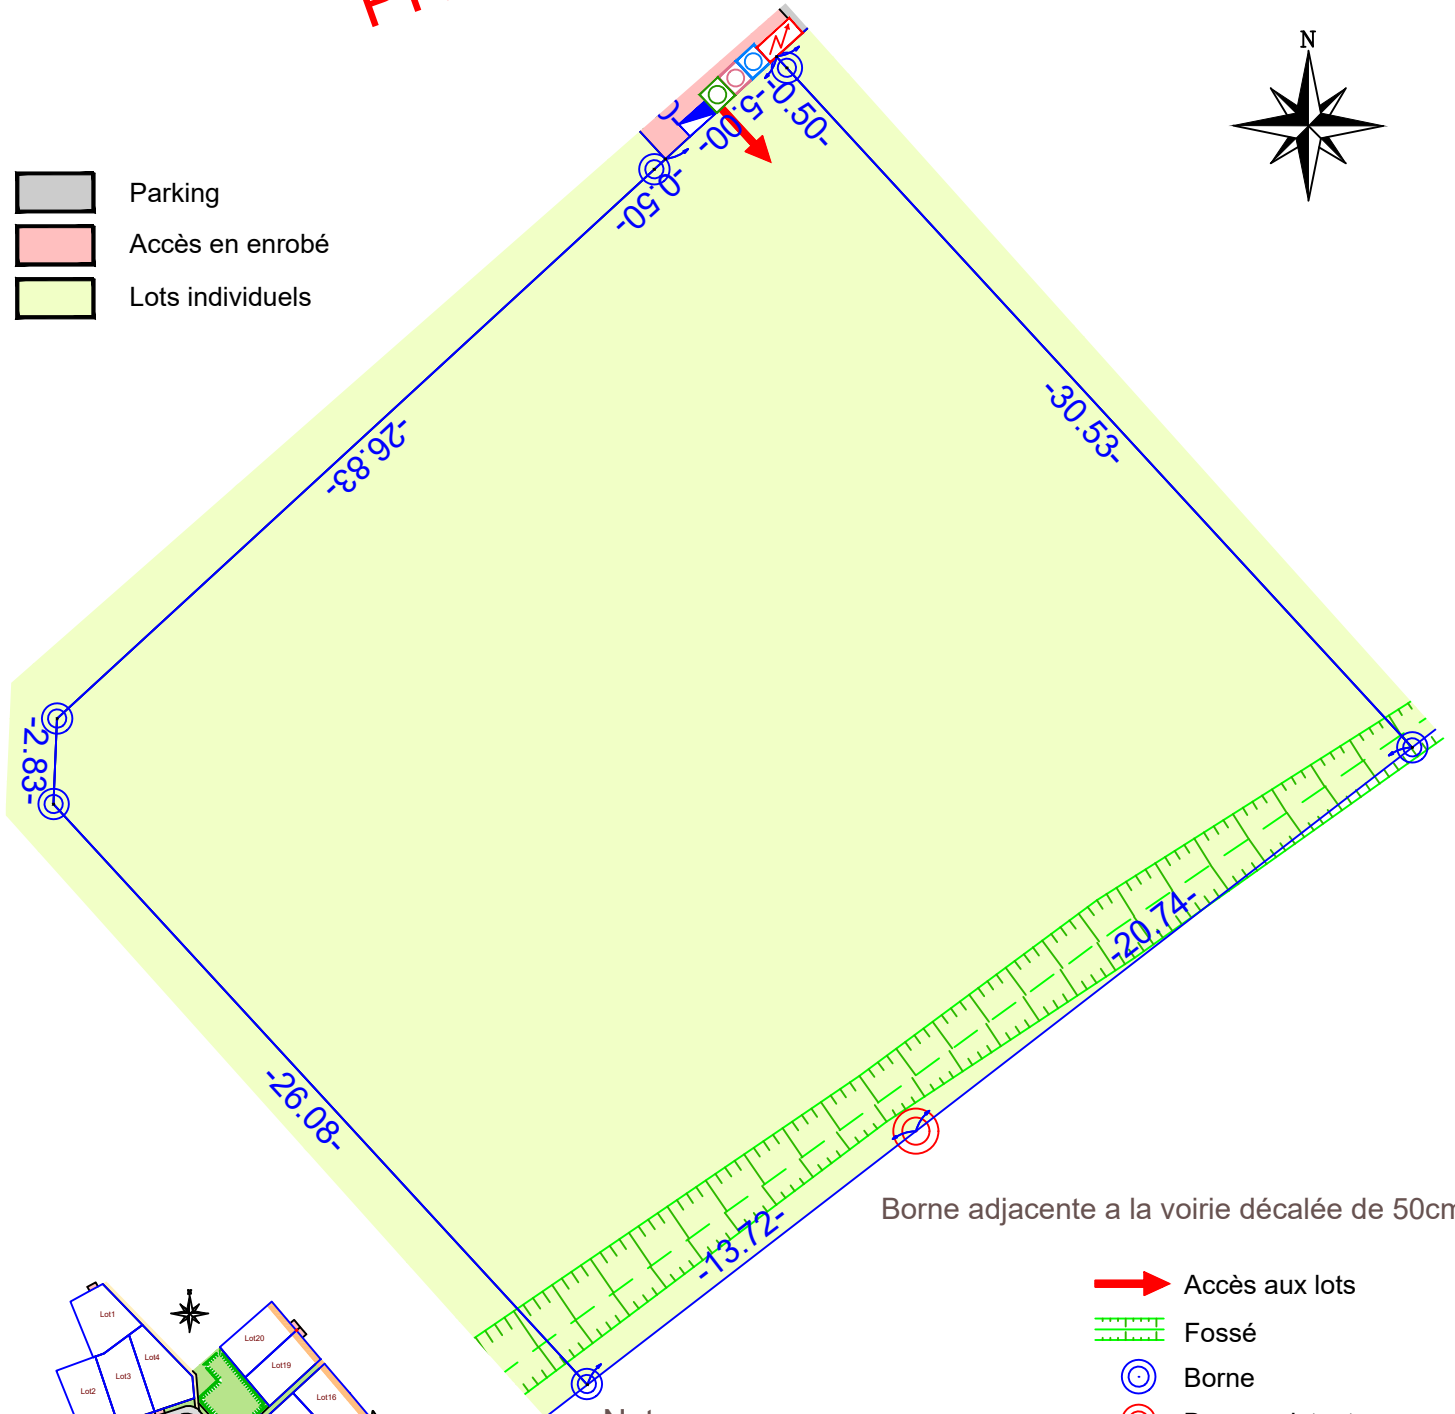 N
Parking
Accès en enrobé
Lots individuels
-0.50-
-5.00-
-0.50-
-26.83-
-30.53-
-2.83-
-26.08-
-20.74-
-13.72-
Borne adjacente a la voirie décalée de 50cm
Accès aux lots
Fossé
Borne
Lot1
Lot20
Lot4
Lot19
Lot3
Lot2
Lot16